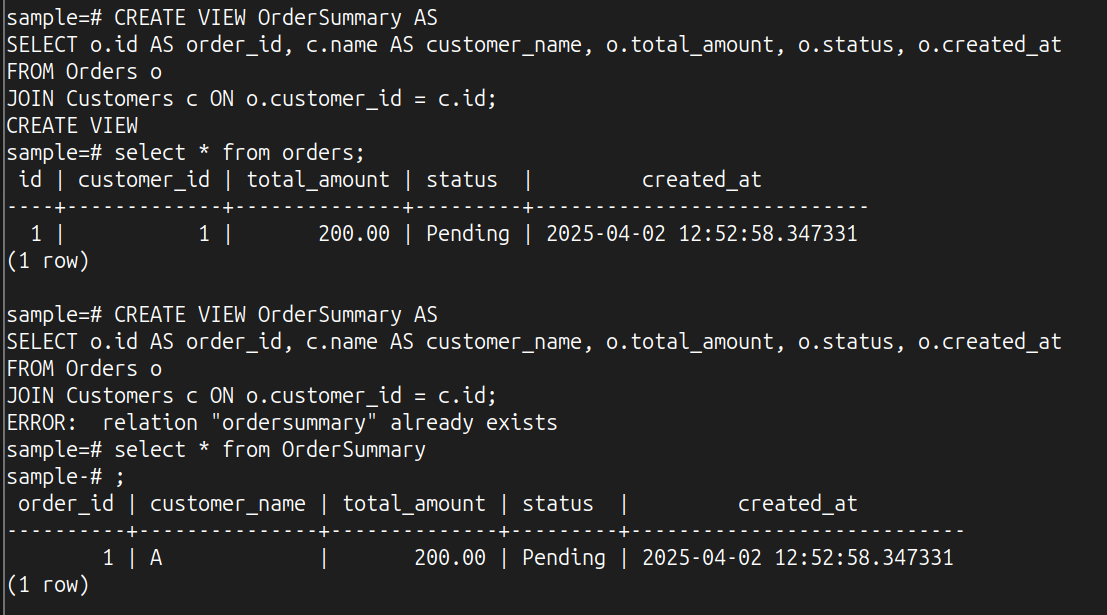 sample=# CREATE VIEW OrderSummary AS
SELECT o.id AS order_id, c.name AS customer_name, o.total_amount, o.status, o.created_at
FROM Orders o
JOIN Customers c ON o.customer_id = c.id;
CREATE VIEW
sample=# select * from orders;
 id | customer_id | total_amount | status  |         created_at
----+-------------+--------------+---------+----------------------------
  1 |           1 |       200.00 | Pending | 2025-04-02 12:52:58.347331
(1 row)

sample=# CREATE VIEW OrderSummary AS
SELECT o.id AS order_id, c.name AS customer_name, o.total_amount, o.status, o.created_at
FROM Orders o
JOIN Customers c ON o.customer_id = c.id;
ERROR:  relation "ordersummary" already exists
sample=# select * from OrderSummary
sample-# ;
 order_id | customer_name | total_amount | status  |         created_at
----------+---------------+--------------+---------+----------------------------
        1 | A             |       200.00 | Pending | 2025-04-02 12:52:58.347331
(1 row)